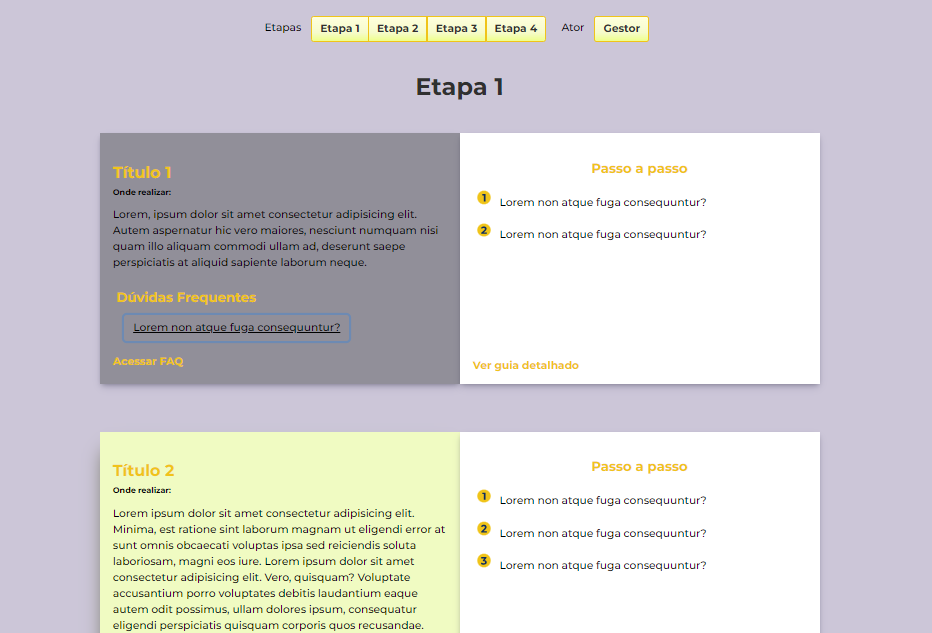 Etapas Etapa 1 Etapa 2 Etapa 3 Etapa 4 Ator Gestor
Etapa 1
Título 1
Onde realizar:
Lorem, ipsum dolor sit amet consectetur adipisicing elit.
Autem aspernatur hic vero maiores, nesciunt numquam nisi
quam illo aliquam commodi ullam ad, deserunt saepe
perspiciatis at aliquid sapiente laborum neque.
Dúvidas Frequentes
Lorem non atque fuga consequuntur?
Acessar FAQ
Passo a passo
1 Lorem non atque fuga consequuntur?
2 Lorem non atque fuga consequuntur?
Ver guia detalhado
Título 2
Onde realizar:
Lorem ipsum dolor sit amet consectetur adipisicing elit.
Minima, est ratione sint laborum magnam ut eligendi error at
sunt omnis obcaecati voluptas ipsa sed reiciendis soluta
laboriosam, magni eos iure. Lorem ipsum dolor sit amet
consectetur adipisicing elit. Vero, quisquam? Voluptate
accusantium porro voluptates debitis laudantium eaque
autem odit possimus, ullam dolores ipsum, consequatur
eligendi perspiciatis quisquam corporis quos recusandae.
Passo a passo
1 Lorem non atque fuga consequuntur?
2 Lorem non atque fuga consequuntur?
3 Lorem non atque fuga consequuntur?